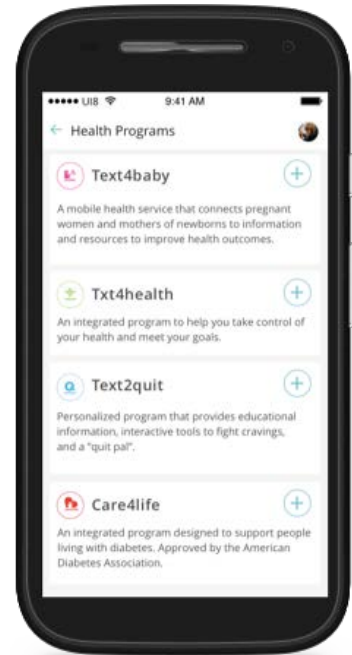 UI8 9:41 AM
← Health Programs
Text4baby
A mobile health service that connects pregnant
women and mothers of newborns to information
and resources to improve health outcomes.
Txt4health
An integrated program to help you take control of
your health and meet your goals.
Text2quit
Personalized program that provides educational
information, interactive tools to fight cravings,
and a "quit pal".
Care4life
An integrated program designed to support people
living with diabetes. Approved by the American
Diabetes Association.